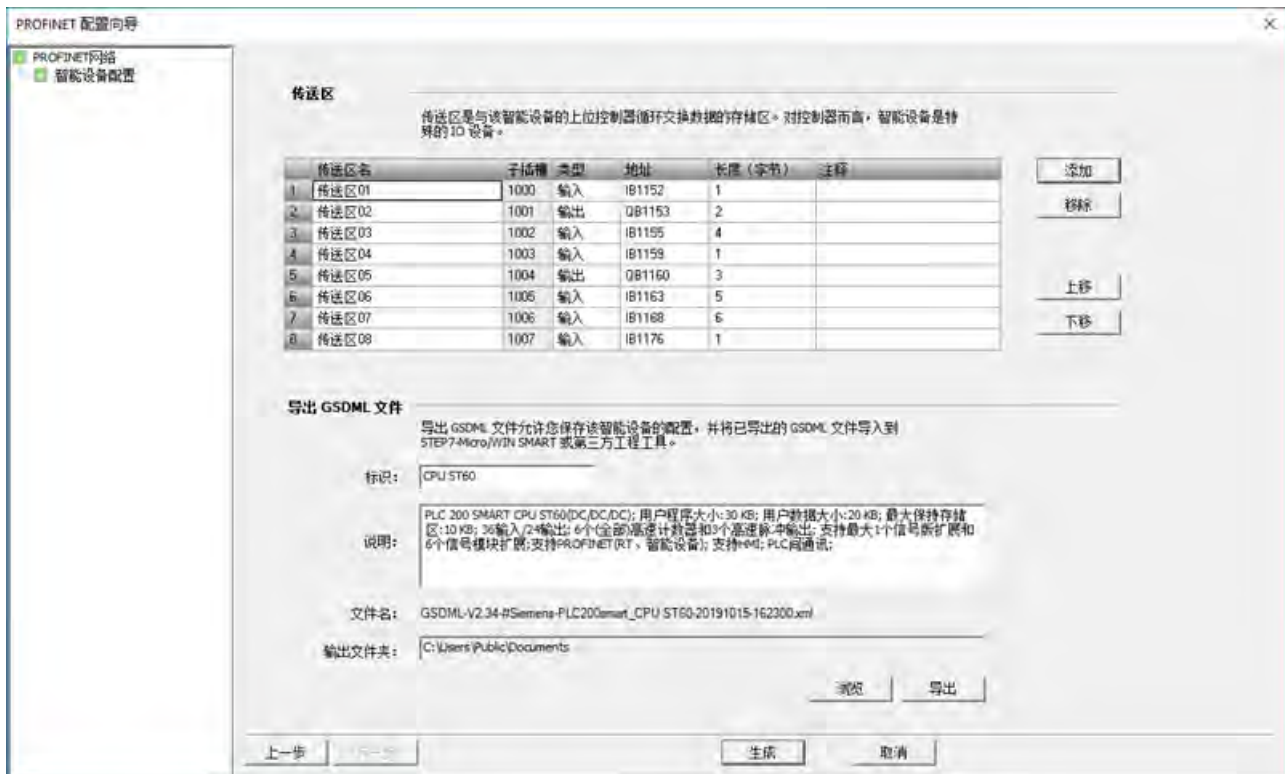 PROFINET 配置向导
PROFINET网络
智能设备配置
传送区
传送区是与该智能设备的上位控制器循环交换数据的存储区。对控制器而言，智能设备是特
殊的IO 设备。
传送区名 子插槽 类型 地址 长度（字节） 注释
1 传送区01 1000 输入 IB1152 1
2 传送区02 1001 输出 QB1153 2
3 传送区03 1002 输入 IB1155 4
4 传送区04 1003 输入 IB1159 1
5 传送区05 1004 输出 QB1160 3
6 传送区06 1005 输入 IB1163 5
7 传送区07 1006 输入 IB1168 6
8 传送区08 1007 输入 IB1176 1
添加
移除
上移
下移
导出 GSDML 文件
导出 GSDML 文件允许您保存该智能设备的配置，并将已导出的 GSDML 文件导入到
STEP7-Micro/WIN SMART 或第三方工程工具。
标识： CPU ST60
说明：
PLC 200 SMART CPU ST60(DC/DC/DC); 用户程序大小:30 KB; 用户数据大小:20 KB; 最大保持存储
区:10 KB; 36输入/24输出; 6个(全部)高速计数器和3个高速脉冲输出; 支持最大1个信号版扩展和
6个信号模块扩展;支持PROFINET(RT、智能设备); 支持HMI; PLC间通讯;
文件名： GSDML-V2.34-#Siemens-PLC200smart_CPU ST60-20191015-162300.xml
输出文件夹： C:\Users\Public\Documents
浏览 导出
上一步 下一步 生成 取消